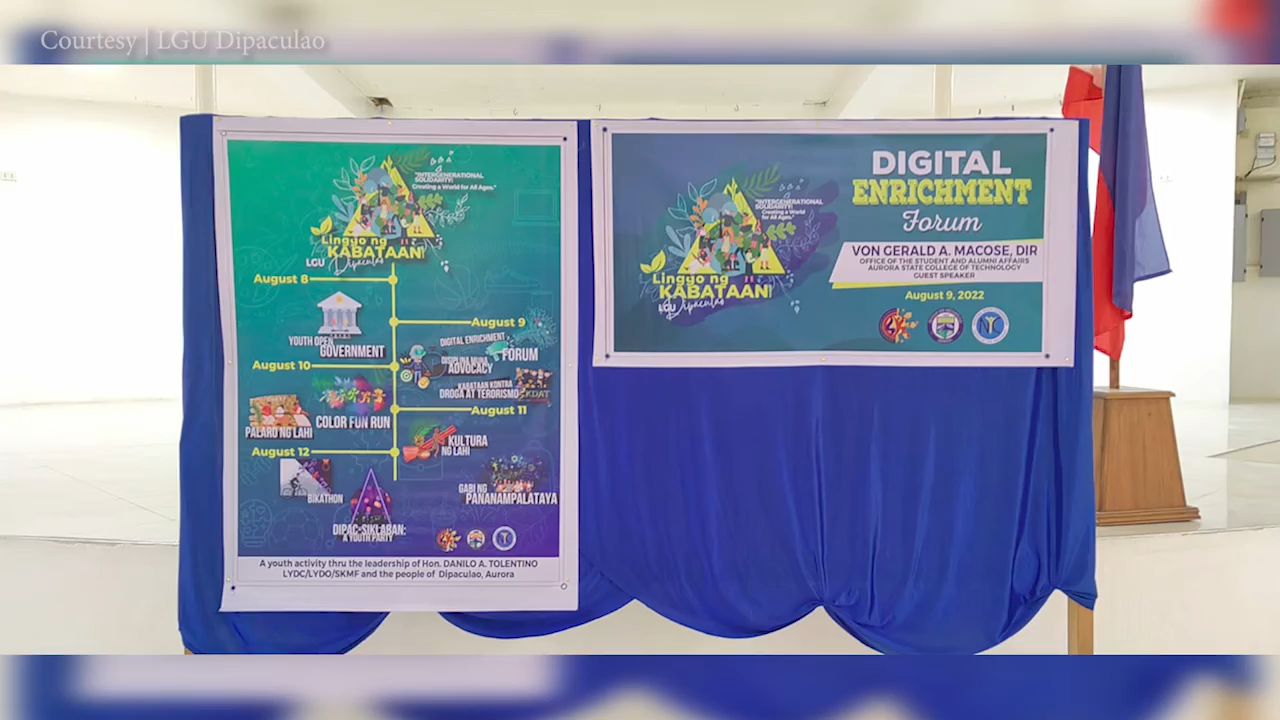 Courtesy | LGU Dipaculao
"INTERGENERATIONAL
SOLIDARITY:
Creating a World for All Ages."
Linggo ng
KABATAAN
LGU Dipaculao
August 8
YOUTH OPEN
GOVERNMENT
August 9
DIGITAL ENRICHMENT
FORUM
DISIPLINA MUNA
ADVOCACY
KABATAAN KONTRA
DROGA AT TERORISMO
KKDAT
August 10
PALARO NG LAHI
COLOR FUN RUN
August 11
KULTURA
NG LAHI
GABI NG
PANANAMPALATAYA
August 12
BIKATHON
DIPAC-SIKLABAN:
A YOUTH PARTY
A youth activity thru the leadership of Hon. DANILO A. TOLENTINO
LYDC/LYDO/SKMF and the people of Dipaculao, Aurora
"INTERGENERATIONAL
SOLIDARITY:
Creating a World
for All Ages."
Linggo ng
KABATAAN
LGU Dipaculao
DIGITAL
ENRICHMENT
Forum
VON GERALD A. MACOSE, DIR
OFFICE OF THE STUDENT AND ALUMNI AFFAIRS
AURORA STATE COLLEGE OF TECHNOLOGY
GUEST SPEAKER
August 9, 2022